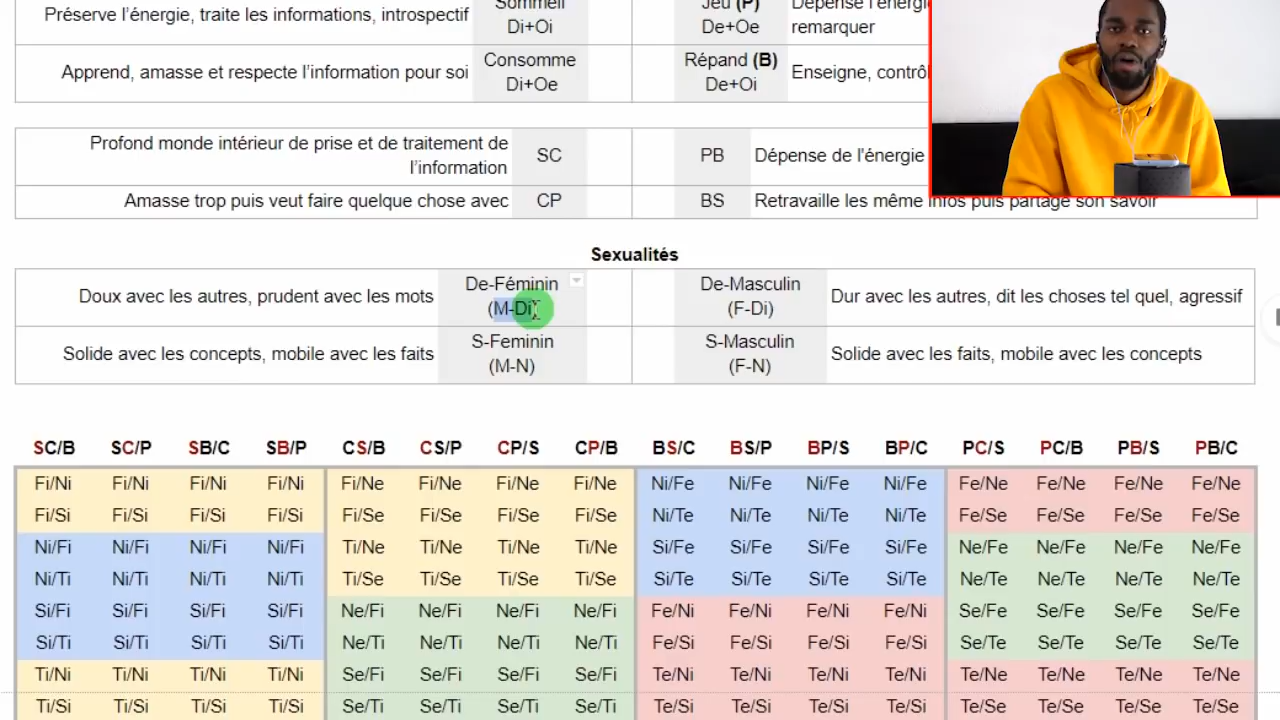 Préserve l’énergie, traite les informations, introspectif
Sommeil
Di+Oi
Jeu (P)
De+Oe
Dépense l'énergie
remarquer
Apprend, amasse et respecte l’information pour soi
Consomme
Di+Oe
Répand (B)
De+Oi
Enseigne,
Profond monde intérieur de prise et de traitement de
l’information
SC
PB
Dépense de l'énergie
Amasse trop puis veut faire quelque chose avec
CP
BS
Retravaille les même infos puis partage son savoir
Sexualités
Doux avec les autres, prudent avec les mots
De-Féminin
(M-Di)
De-Masculin
(F-Di)
Dur avec les autres, dit les choses tel quel, agressif
Solide avec les concepts, mobile avec les faits
S-Feminin
(M-N)
S-Masculin
(F-N)
Solide avec les faits, mobile avec les concepts
SC/B SC/P SB/C SB/P CS/B CS/P CP/S CP/B BS/C BS/P BP/S BP/C PC/S PC/B PB/S PB/C
Fi/Ni Fi/Ni Fi/Ni Fi/Ni Fi/Ne Fi/Ne Fi/Ne Fi/Ne Ni/Fe Ni/Fe Ni/Fe Ni/Fe Fe/Ne Fe/Ne Fe/Ne Fe/Ne
Fi/Si Fi/Si Fi/Si Fi/Si Fi/Se Fi/Se Fi/Se Fi/Se Ni/Te Ni/Te Ni/Te Ni/Te Fe/Se Fe/Se Fe/Se Fe/Se
Ni/Fi Ni/Fi Ni/Fi Ni/Fi Ti/Ne Ti/Ne Ti/Ne Ti/Ne Si/Fe Si/Fe Si/Fe Si/Fe Ne/Fe Ne/Fe Ne/Fe Ne/Fe
Ni/Ti Ni/Ti Ni/Ti Ni/Ti Ti/Se Ti/Se Ti/Se Ti/Se Si/Te Si/Te Si/Te Si/Te Ne/Te Ne/Te Ne/Te Ne/Te
Si/Fi Si/Fi Si/Fi Si/Fi Ne/Fi Ne/Fi Ne/Fi Ne/Fi Fe/Ni Fe/Ni Fe/Ni Fe/Ni Se/Fe Se/Fe Se/Fe Se/Fe
Si/Ti Si/Ti Si/Ti Si/Ti Ne/Ti Ne/Ti Ne/Ti Ne/Ti Fe/Si Fe/Si Fe/Si Fe/Si Se/Te Se/Te Se/Te Se/Te
Ti/Ni Ti/Ni Ti/Ni Ti/Ni Se/Fi Se/Fi Se/Fi Se/Fi Te/Ni Te/Ni Te/Ni Te/Ni Te/Ne Te/Ne Te/Ne Te/Ne
Ti/Si Ti/Si Ti/Si Ti/Si Se/Ti Se/Ti Se/Ti Se/Ti Te/Si Te/Si Te/Si Te/Si Te/Se Te/Se Te/Se Te/Se